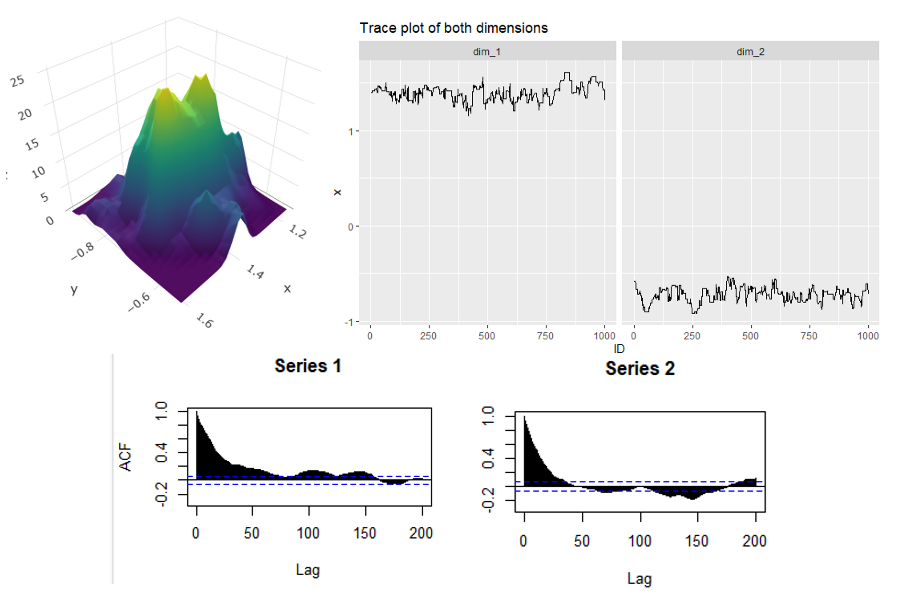 Trace plot of both dimensions
dim_1
dim_2
25
20
15
10
5
0
−0.8
−0.6
y
1.2
1.4
1.6
x
x
1
0
-1
0 250 500 750 1000
0 250 500 750 1000
ID
Series 1
ACF
1.0
0.4
-0.2
0 50 100 150 200
Lag
Series 2
1.0
0.4
-0.2
0 50 100 150 200
Lag